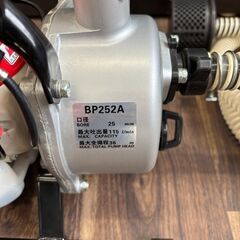 BP252A
口径 25 mm
BORE
最大吐出量 115 ℓ/min
MAX. CAPACITY
最大全揚程 36 m
MAX. TOTAL PUMP HEAD